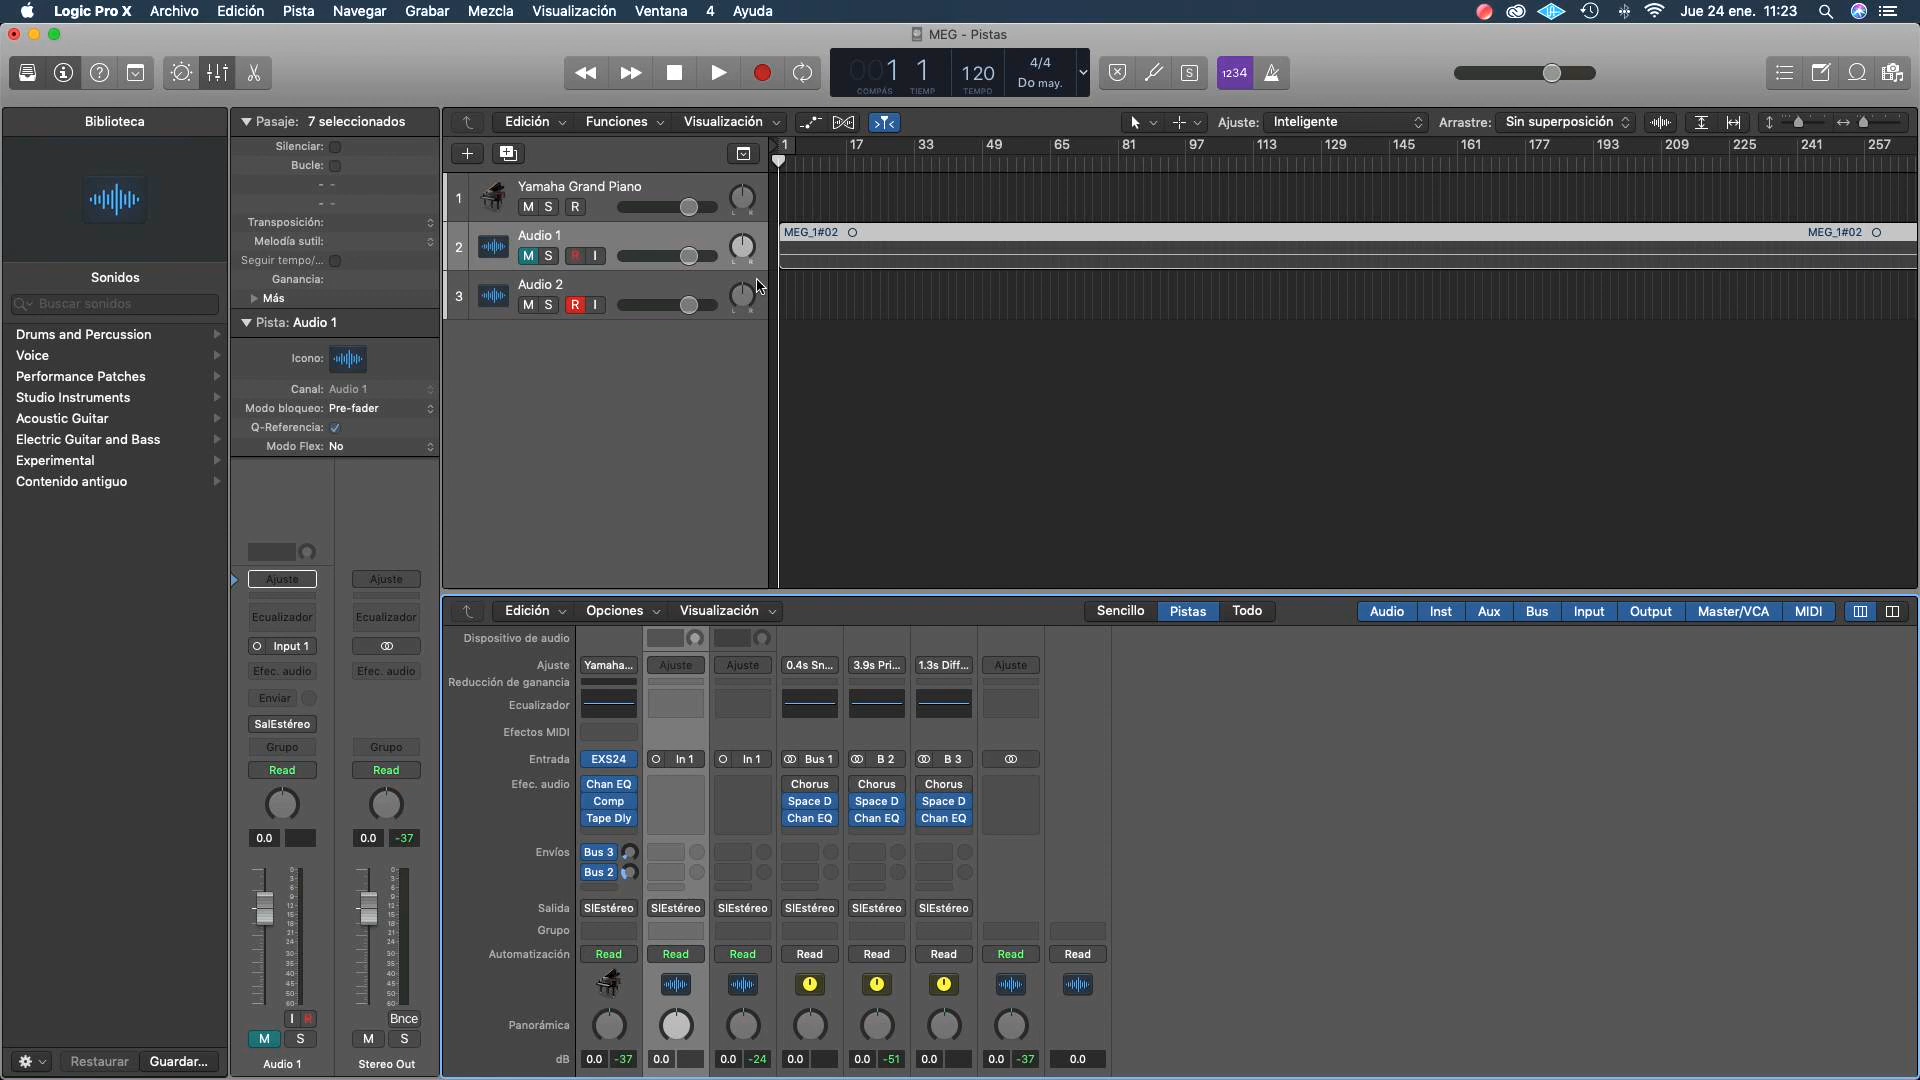 Logic Pro X Archivo Edición Pista Navegar Grabar Mezcla Visualización Ventana 4 Ayuda
Jue 24 ene. 11:23
MEG - Pistas
001 1
120
4/4
Do may.
COMPÁS TIEMP TEMPO
S
1234
Biblioteca
Sonidos
Buscar sonidos
Drums and Percussion
Voice
Performance Patches
Studio Instruments
Acoustic Guitar
Electric Guitar and Bass
Experimental
Contenido antiguo
Restaurar Guardar...
Pasaje: 7 seleccionados
Silenciar:
Bucle:
- -
- -
Transposición:
Melodía sutil:
Seguir tempo/...
Ganancia:
Más
Pista: Audio 1
Icono:
Canal: Audio 1
Modo bloqueo: Pre-fader
Q-Referencia:
Modo Flex: No
Ajuste Ajuste
Ecualizador Ecualizador
Input 1
Efec. audio Efec. audio
Enviar
SalEstéreo
Grupo Grupo
Read Read
0.0 0.0 -37
I R Bnce
M S M S
Audio 1 Stereo Out
Edición Funciones Visualización
Ajuste: Inteligente
Arrastre: Sin superposición
1 17 33 49 65 81 97 113 129 145 161 177 193 209 225 241 257
1 Yamaha Grand Piano
M S R
L R
2 Audio 1
M S R I
L R
3 Audio 2
M S R I
L R
MEG_1#02 MEG_1#02
Edición Opciones Visualización
Sencillo Pistas Todo
Audio Inst Aux Bus Input Output Master/VCA MIDI
Dispositivo de audio
Ajuste Yamaha... Ajuste Ajuste 0.4s Sn... 3.9s Pri... 1.3s Diff... Ajuste
Reducción de ganancia
Ecualizador
Efectos MIDI
Entrada EXS24 In 1 In 1 Bus 1 B 2 B 3
Efec. audio Chan EQ Chorus Chorus Chorus
Comp Space D Space D Space D
Tape Dly Chan EQ Chan EQ Chan EQ
Envíos Bus 3
Bus 2
Salida SlEstéreo SlEstéreo SlEstéreo SlEstéreo SlEstéreo SlEstéreo
Grupo
Automatización Read Read Read Read Read Read Read Read
Panorámica
dB 0.0 -37 0.0 0.0 -24 0.0 0.0 -51 0.0 0.0 -37 0.0